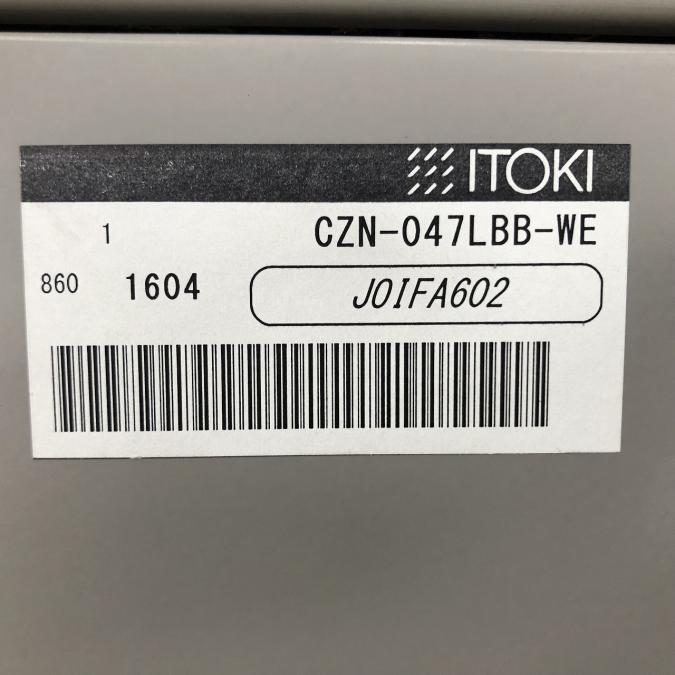 ITOKI
1 CZN-047LBB-WE
860 1604 J0IFA602